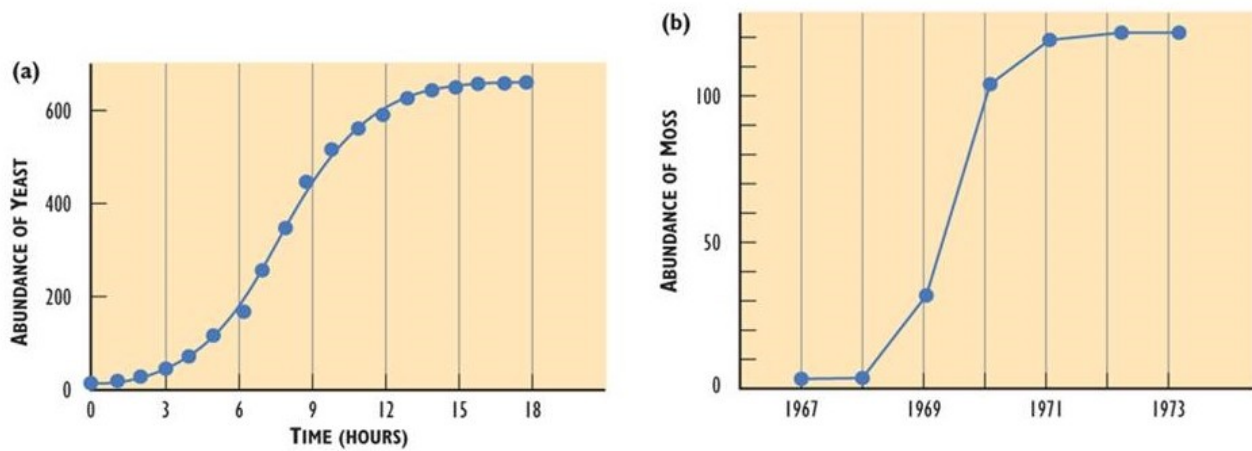 (a)
ABUNDANCE OF YEAST
600
400
200
0
0 3 6 9 12 15 18
TIME (HOURS)
(b)
ABUNDANCE OF MOSS
100
50
0
1967 1969 1971 1973